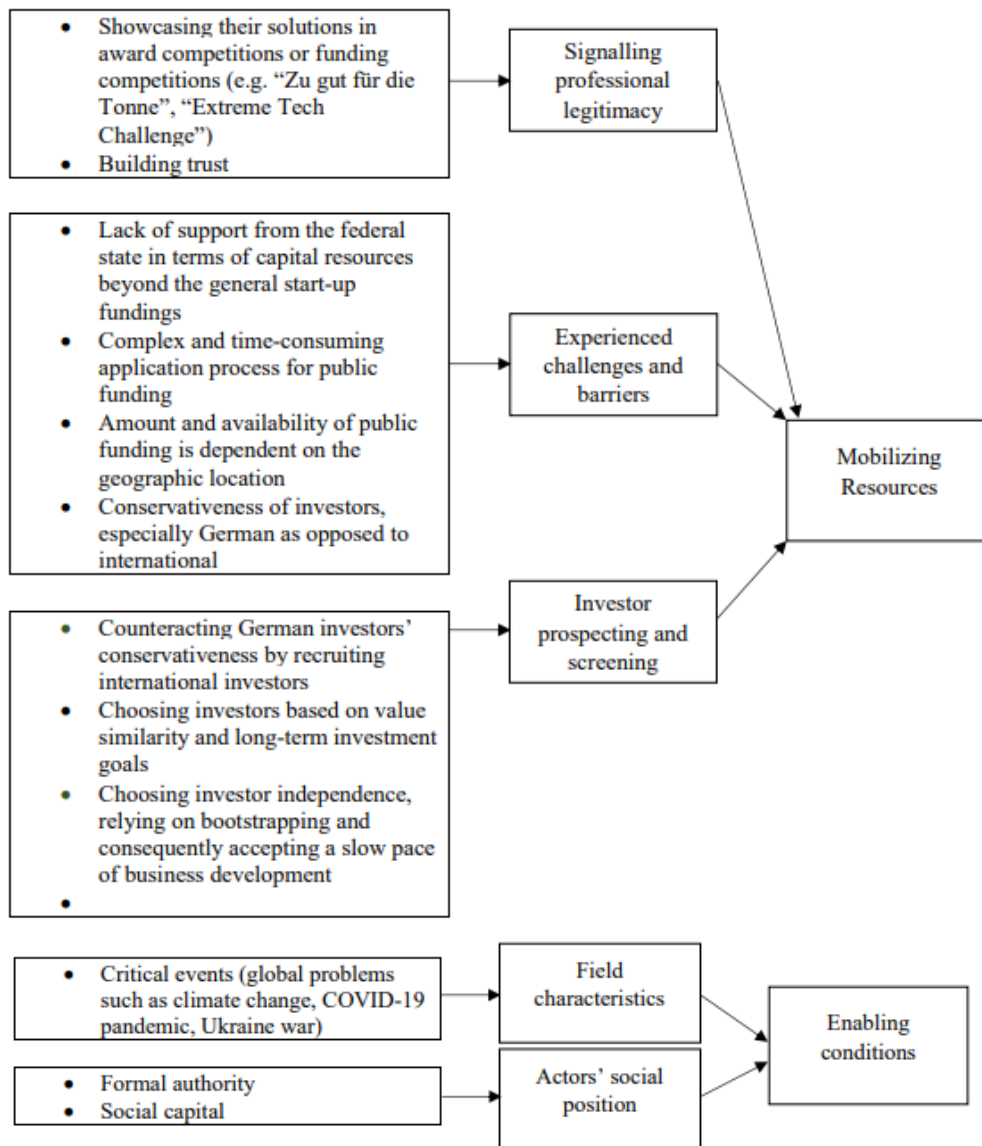 • Showcasing their solutions in
award competitions or funding
competitions (e.g. “Zu gut für die
Tonne”, “Extreme Tech
Challenge”)
• Building trust
Signalling
professional
legitimacy
• Lack of support from the federal
state in terms of capital resources
beyond the general start-up
fundings
• Complex and time-consuming
application process for public
funding
• Amount and availability of public
funding is dependent on the
geographic location
• Conservativeness of investors,
especially German as opposed to
international
Experienced
challenges and
barriers
Mobilizing
Resources
• Counteracting German investors’
conservativeness by recruiting
international investors
• Choosing investors based on value
similarity and long-term investment
goals
• Choosing investor independence,
relying on bootstrapping and
consequently accepting a slow pace
of business development
•
Investor
prospecting and
screening
• Critical events (global problems
such as climate change, COVID-19
pandemic, Ukraine war)
Field
characteristics
Enabling
conditions
• Formal authority
• Social capital
Actors’ social
position